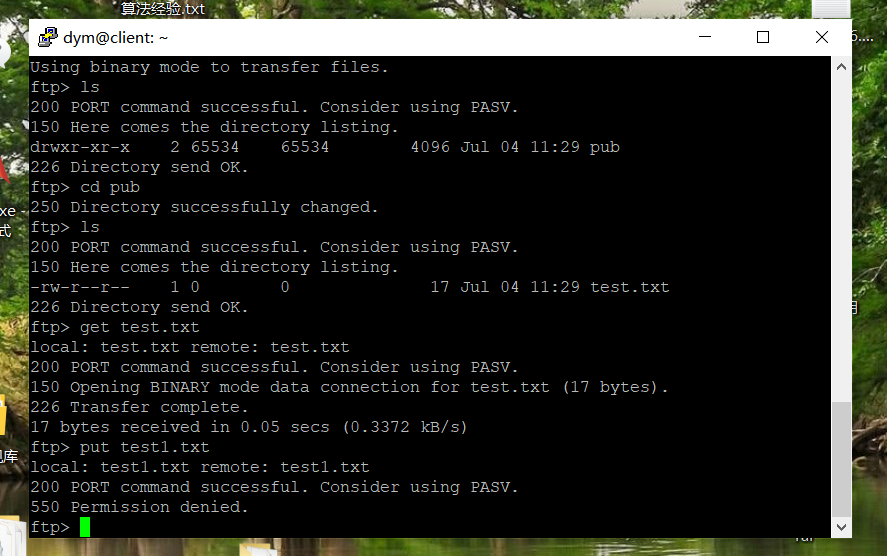 算法经验.txt
dym@client: ~
6....
Using binary mode to transfer files.
ftp> ls
200 PORT command successful. Consider using PASV.
150 Here comes the directory listing.
drwxr-xr-x    2 65534    65534        4096 Jul 04 11:29 pub
226 Directory send OK.
ftp> cd pub
250 Directory successfully changed.
xe -
式
ftp> ls
200 PORT command successful. Consider using PASV.
150 Here comes the directory listing.
-rw-r--r--    1 0        0              17 Jul 04 11:29 test.txt
226 Directory send OK.
ftp> get test.txt
local: test.txt remote: test.txt
200 PORT command successful. Consider using PASV.
150 Opening BINARY mode data connection for test.txt (17 bytes).
226 Transfer complete.
17 bytes received in 0.05 secs (0.3372 kB/s)
ftp> put test1.txt
库
local: test1.txt remote: test1.txt
200 PORT command successful. Consider using PASV.
550 Permission denied.
ftp>